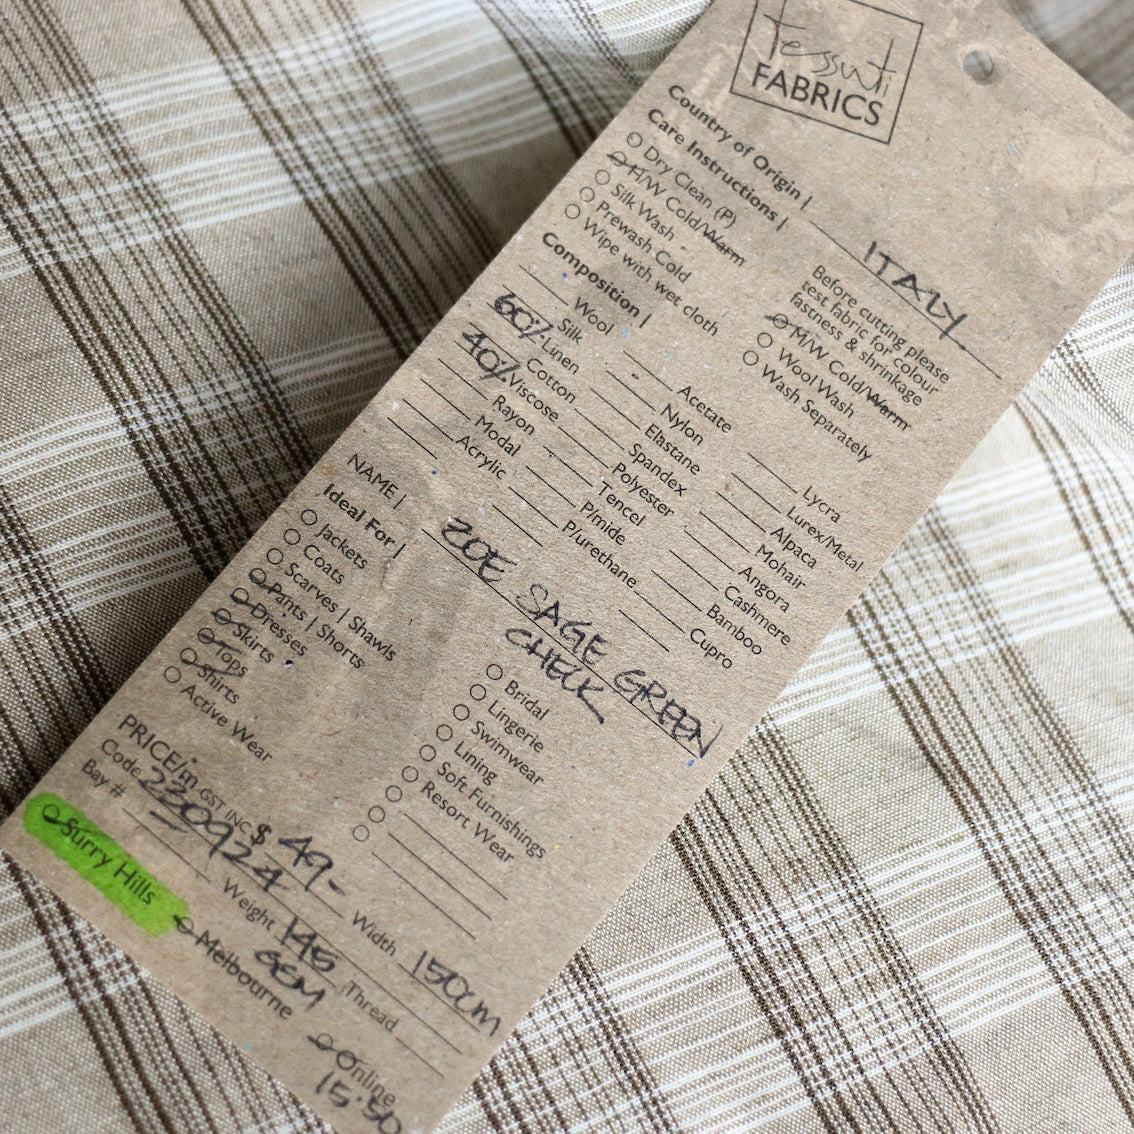 Tessuti
FABRICS
Country of Origin | ITALY
Care Instructions |
Dry Clean (P)
H/W Cold/Warm
Silk Wash
Prewash Cold
Wipe with wet cloth
Before cutting please
test fabric for colour
fastness & shrinkage
M/W Cold/Warm
Wool Wash
Wash Separately
Composition |
Wool
Silk
60% Linen
Cotton
40% Viscose
Rayon
Modal
Acrylic
Acetate
Nylon
Elastane
Spandex
Polyester
Tencel
P/mide
P/urethane
Lycra
Lurex/Metal
Alpaca
Mohair
Angora
Cashmere
Bamboo
Cupro
NAME | ZOE SAGE GREEN
CHECK
Ideal For |
Jackets
Coats
Scarves | Shawls
Pants | Shorts
Dresses
Skirts
Tops
Shirts
Active Wear
Bridal
Lingerie
Swimwear
Lining
Soft Furnishings
Resort Wear
PRICE/m GST INC $ 49- Width 150CM
Code 220924 Weight 145 Thread
Bay #
GSM
Surry Hills
Melbourne
Online
15.50